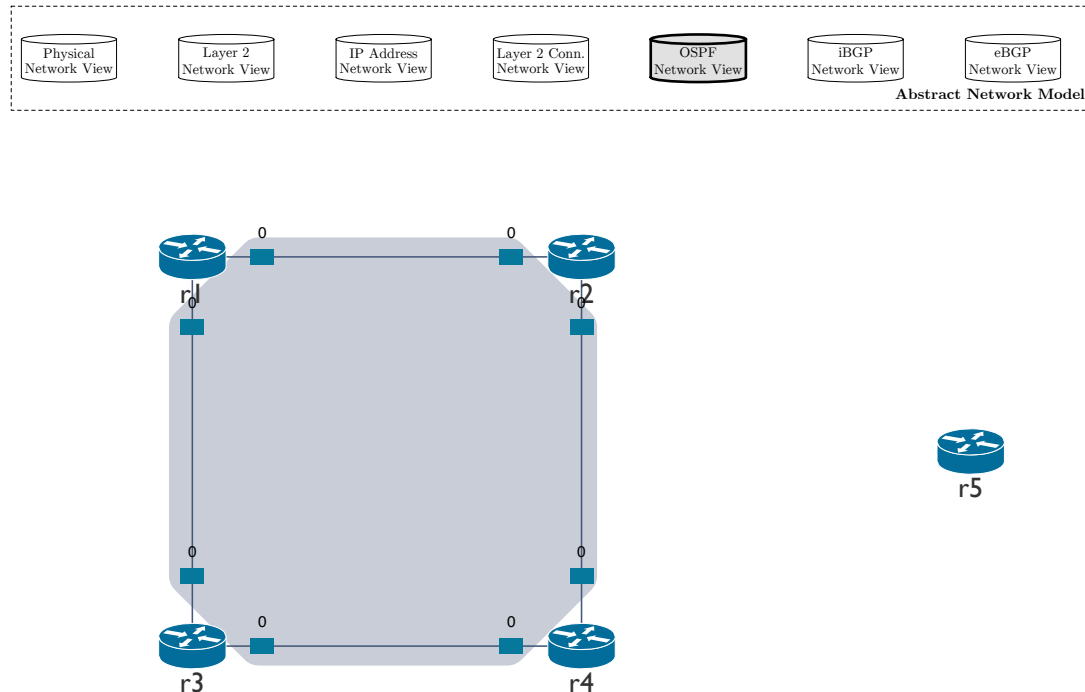 Physical
Network View
Layer 2
Network View
IP Address
Network View
Layer 2 Conn.
Network View
OSPF
Network View
iBGP
Network View
eBGP
Network View
Abstract Network Model
0
0
r1
r2
0
0
r5
0
0
0
0
r3
r4